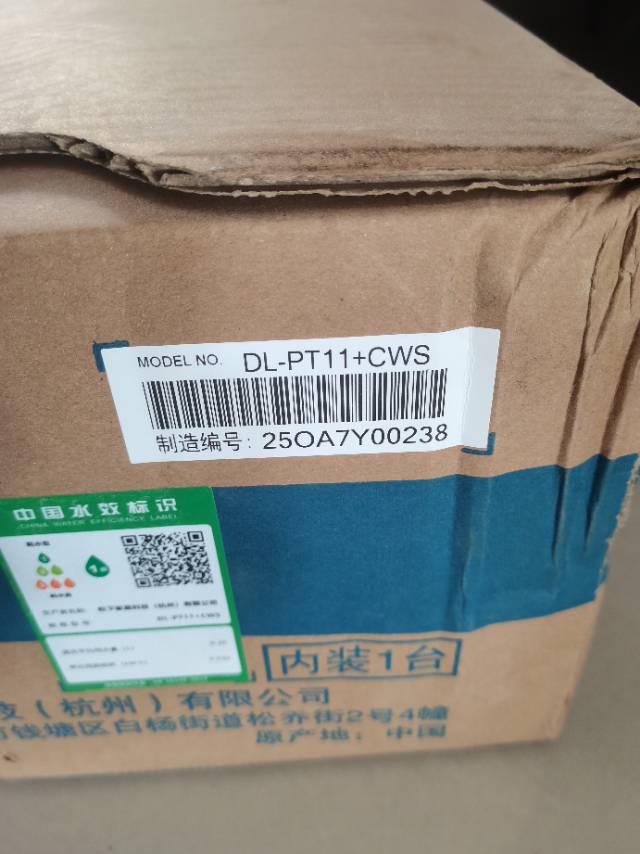 MODEL NO. DL-PT11+CWS
制造编号: 25OA7Y00238
中国水效标识
CHINA WATER EFFICIENCY LABEL
DL-PT11+CWS
内装1台
技（杭州）有限公司
钱塘区白杨街道松乔街2号4幢
原产地：中国